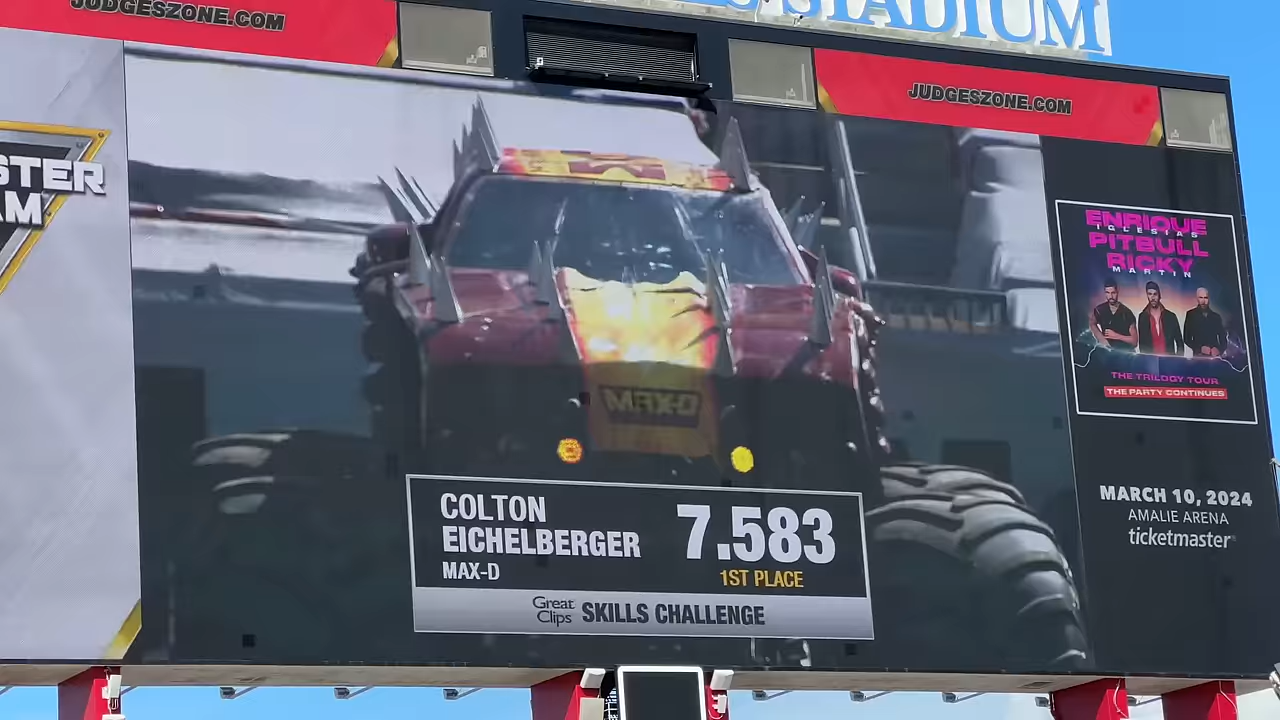 JUDGESZONE.COM
STADIUM
JUDGESZONE.COM
STER
AM
ENRIQUE
IGLESIAS
PITBULL
RICKY
MARTIN
THE TRILOGY TOUR
THE PARTY CONTINUES
MAX-D
MARCH 10, 2024
AMALIE ARENA
ticketmaster
COLTON
EICHELBERGER
MAX-D
7.583
1ST PLACE
Great Clips SKILLS CHALLENGE